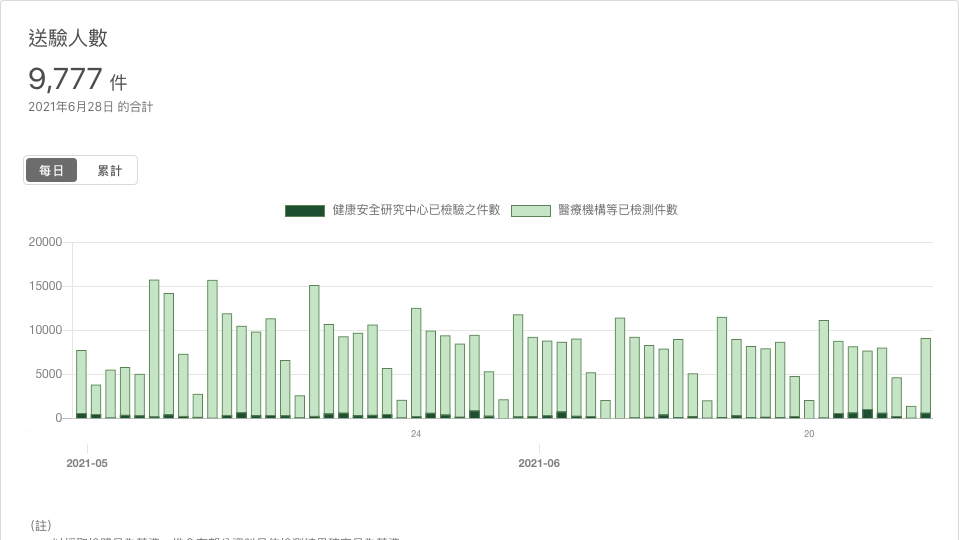 送驗人數
9,777 件
2021年6月28日 的合計
每日 累計
健康安全研究中心已檢驗之件數 醫療機構等已檢測件數
20000
15000
10000
5000
0
24 20
2021-05 2021-06
(註)